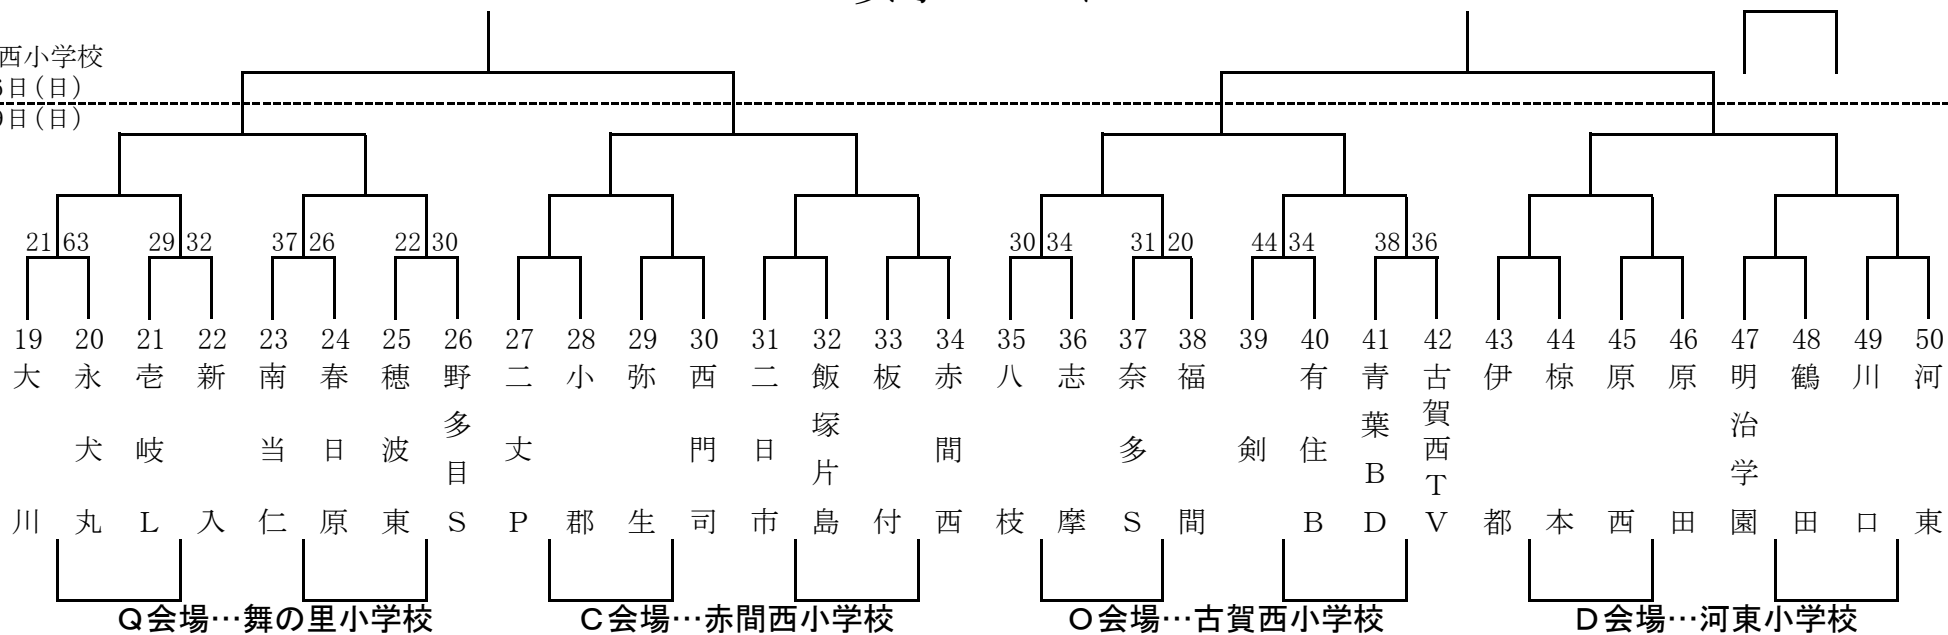 西小学校
日(日)
日(日)
21 63 29 32 37 26 22 30 30 34 31 20 44 34 38 36
19 20 21 22 23 24 25 26 27 28 29 30 31 32 33 34 35 36 37 38 39 40 41 42 43 44 45 46 47 48 49 50
大川
永犬丸
壱岐L
新入
南当仁
春日原
穂波東
野多目S
二丈P
小郡
弥生
西門司
二日市
飯塚片島
板付
赤間西
八枝
志摩
奈多S
福間
剣
有住B
青葉BD
古賀西TV
伊都
椋本
原西
原田
明治学園
鶴田
川口
河東
Q会場…舞の里小学校 C会場…赤間西小学校 O会場…古賀西小学校 D会場…河東小学校